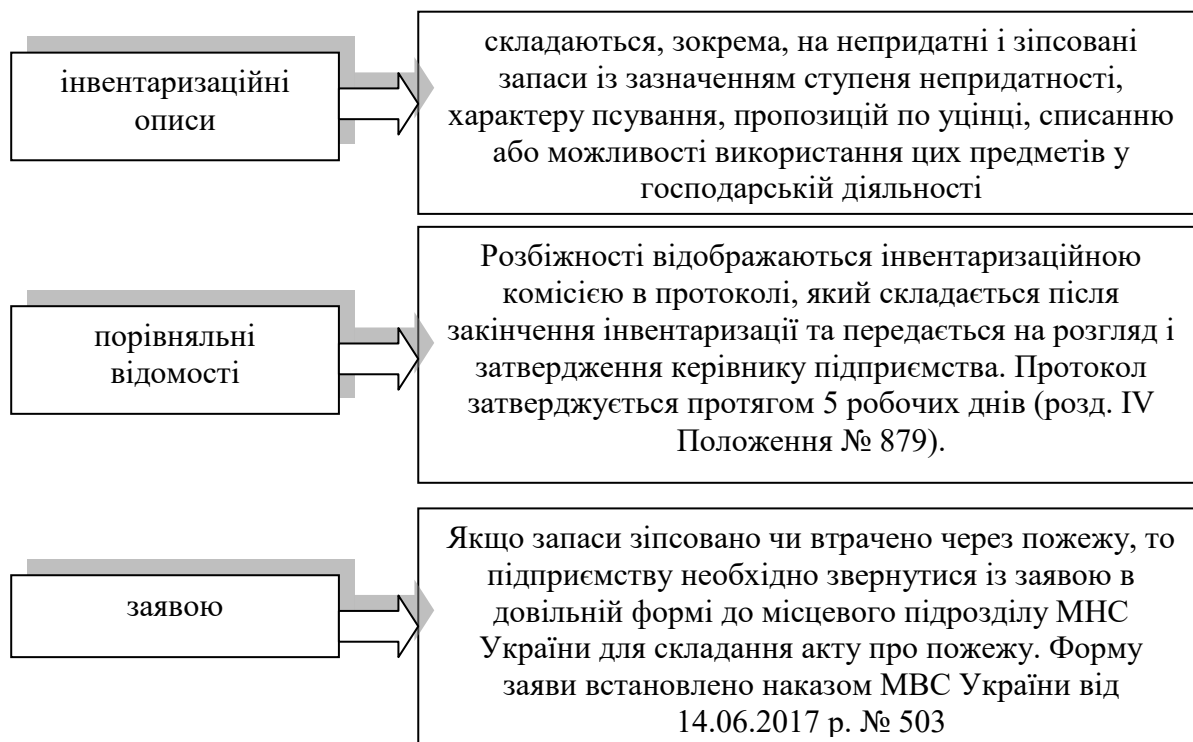 інвентаризаційні
описи
складаються, зокрема, на непридатні і зіпсовані
запаси із зазначенням ступеня непридатності,
характеру псування, пропозицій по уцінці, списанню
або можливості використання цих предметів у
господарській діяльності
порівняльні
відомості
Розбіжності відображаються інвентаризаційною
комісією в протоколі, який складається після
закінчення інвентаризації та передається на розгляд і
затвердження керівнику підприємства. Протокол
затверджується протягом 5 робочих днів (розд. IV
Положення № 879).
заявою
Якщо запаси зіпсовано чи втрачено через пожежу, то
підприємству необхідно звернутися із заявою в
довільній формі до місцевого підрозділу МНС
України для складання акту про пожежу. Форму
заяви встановлено наказом МВС України від
14.06.2017 р. № 503